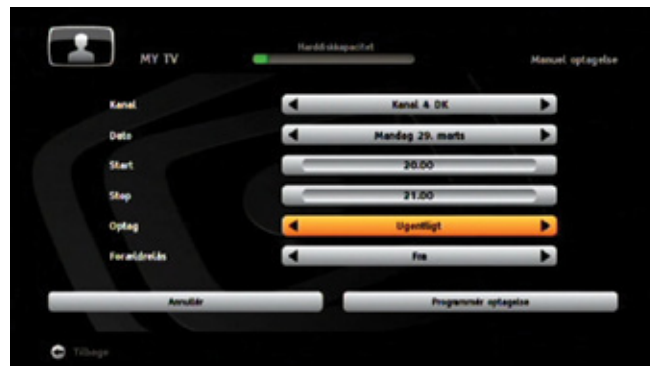 Harddiskkapacitet
MY TV
Manuel optagelse
Kanal ◀ Kanal 4 DK ▶
Dato ◀ Mandag 29. marts ▶
Start 20.00
Stop 21.00
Optag ◀ Ugentligt ▶
Forældrelås ◀ Fra ▶
Annullér Programmér optagelse
Tilbage